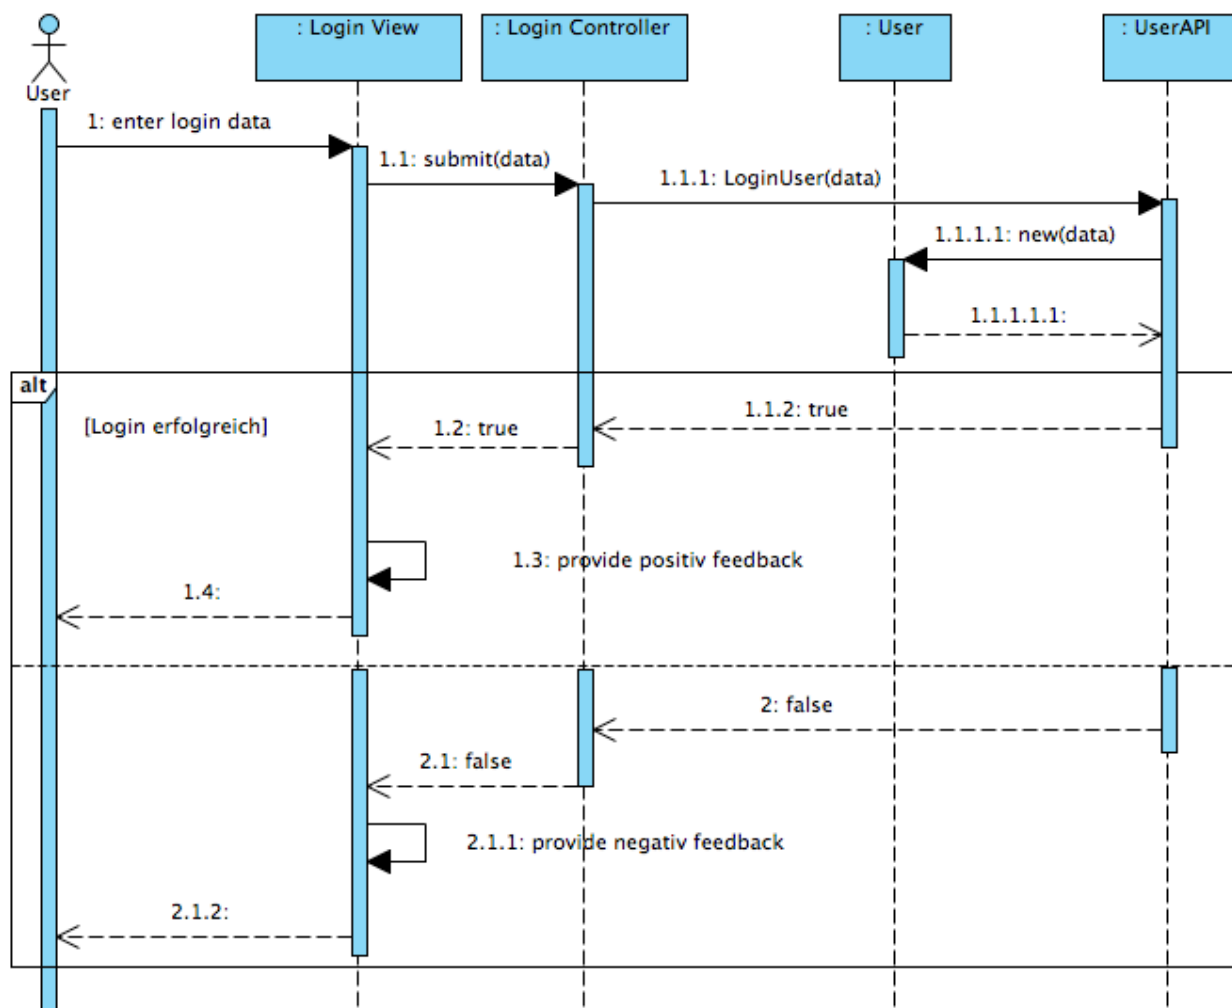 : Login View
: Login Controller
: User
: UserAPI
User
1: enter login data
1.1: submit(data)
1.1.1: LoginUser(data)
1.1.1.1: new(data)
1.1.1.1.1:
alt
[Login erfolgreich]
1.1.2: true
1.2: true
1.3: provide positiv feedback
1.4:
2: false
2.1: false
2.1.1: provide negativ feedback
2.1.2: